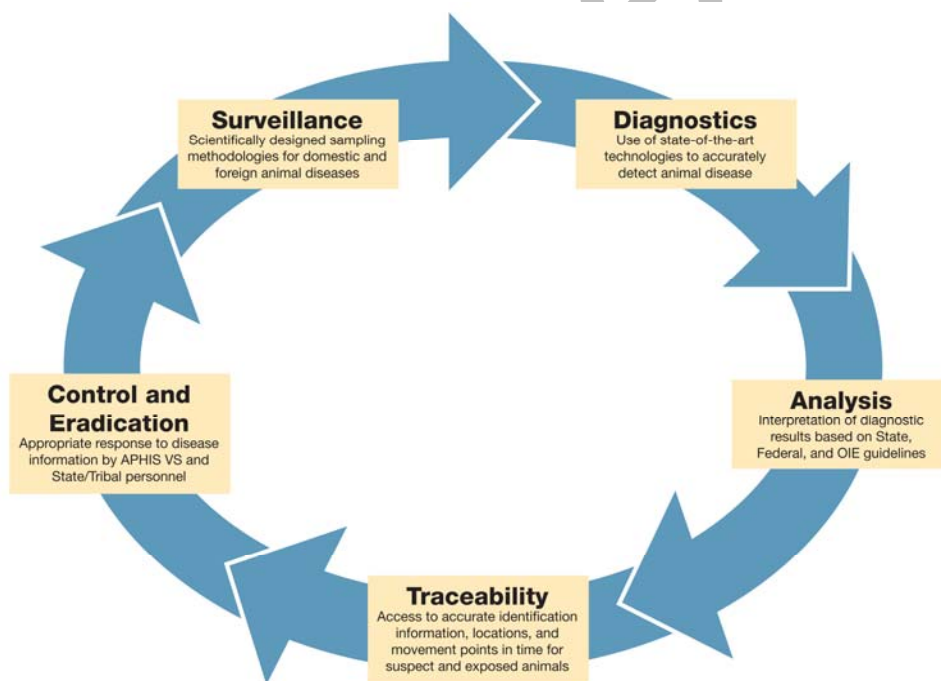 Surveillance
Scientifically designed sampling
methodologies for domestic and
foreign animal diseases
Diagnostics
Use of state-of-the-art
technologies to accurately
detect animal disease
Analysis
Interpretation of diagnostic
results based on State,
Federal, and OIE guidelines
Traceability
Access to accurate identification
information, locations, and
movement points in time for
suspect and exposed animals
Control and
Eradication
Appropriate response to disease
information by APHIS VS and
State/Tribal personnel